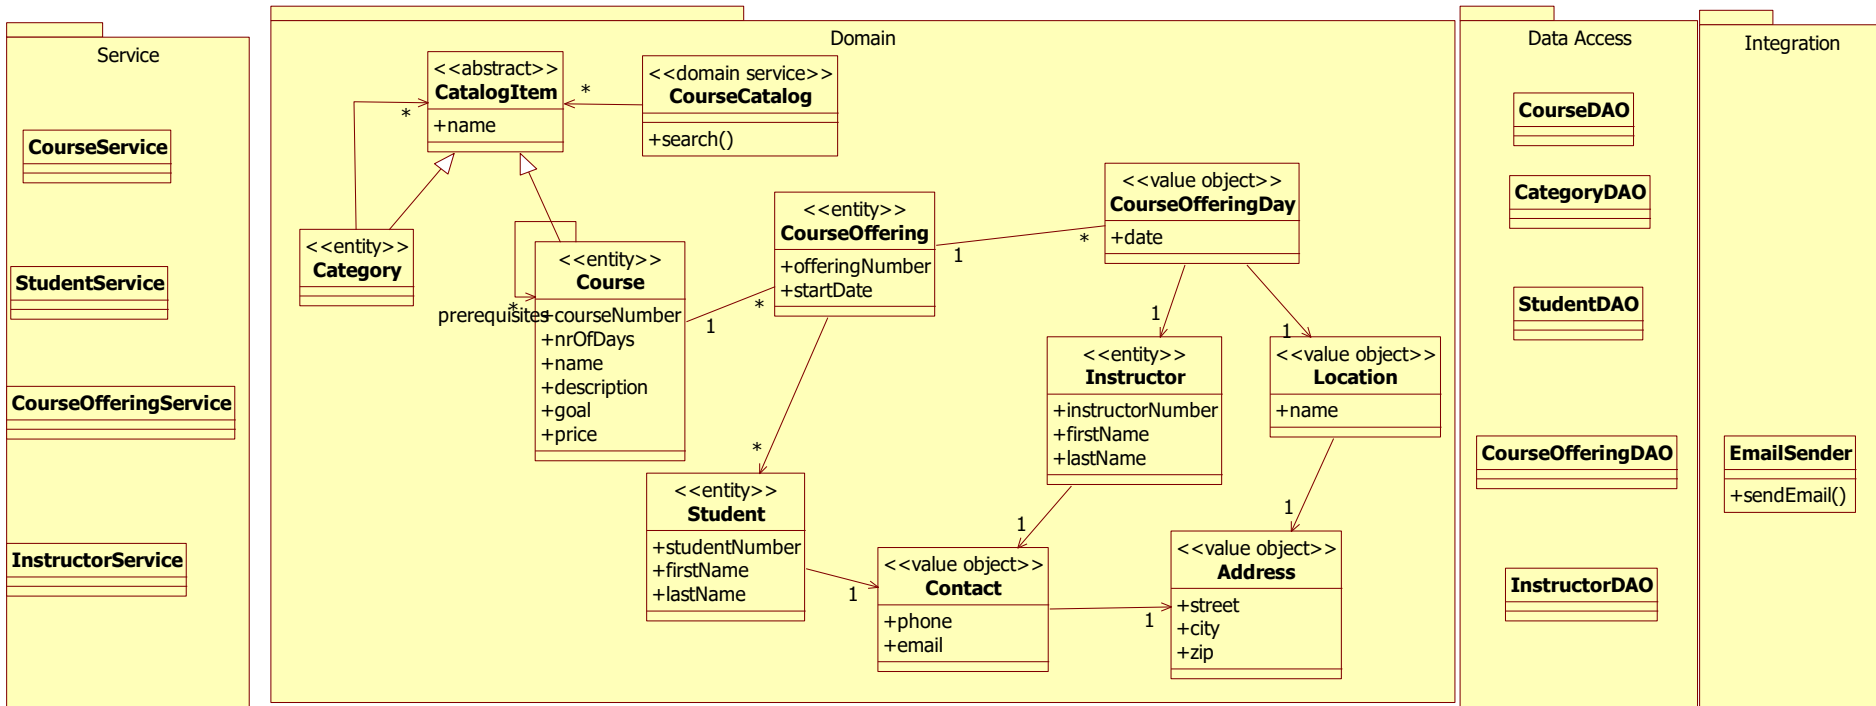 Service
CourseService
StudentService
CourseOfferingService
InstructorService
Domain
<<abstract>>
CatalogItem
+name
*
*
<<domain service>>
CourseCatalog
+search()
<<entity>>
Category
<<entity>>
Course
+courseNumber
+nrOfDays
+name
+description
+goal
+price
*
prerequisites
1
*
<<entity>>
CourseOffering
+offeringNumber
+startDate
1
*
<<value object>>
CourseOfferingDay
+date
1
1
<<entity>>
Instructor
+instructorNumber
+firstName
+lastName
<<value object>>
Location
+name
*
<<entity>>
Student
+studentNumber
+firstName
+lastName
1
1
<<value object>>
Contact
+phone
+email
1
1
<<value object>>
Address
+street
+city
+zip
Data Access
CourseDAO
CategoryDAO
StudentDAO
CourseOfferingDAO
InstructorDAO
Integration
EmailSender
+sendEmail()